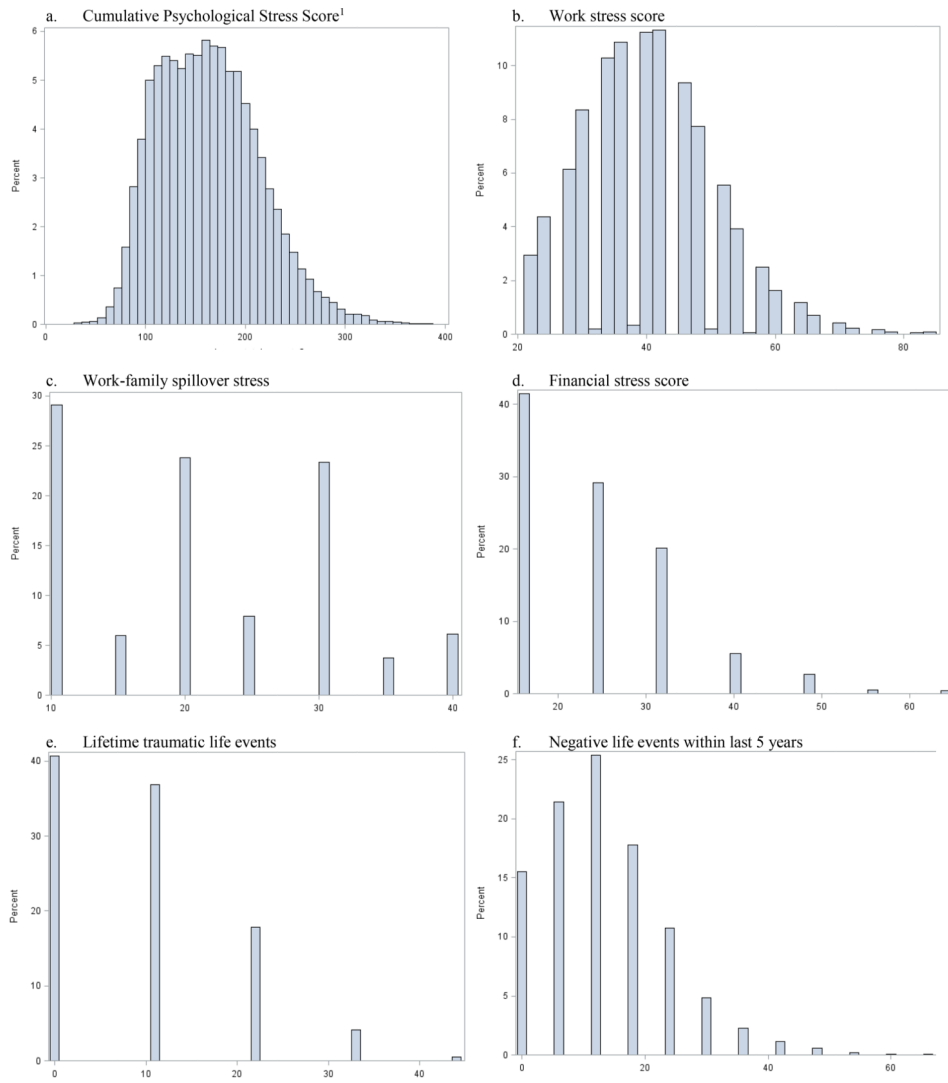 a. Cumulative Psychological Stress Score¹
6
5
4
3
2
1
0
Percent
0 100 200 300 400
b. Work stress score
10
8
6
4
2
0
Percent
20 40 60 80
c. Work-family spillover stress
30
25
20
15
10
5
0
Percent
10 20 30 40
d. Financial stress score
40
30
20
10
0
Percent
20 30 40 50 60
e. Lifetime traumatic life events
40
30
20
10
0
Percent
0 10 20 30 40
f. Negative life events within last 5 years
25
20
15
10
5
0
Percent
0 20 40 60